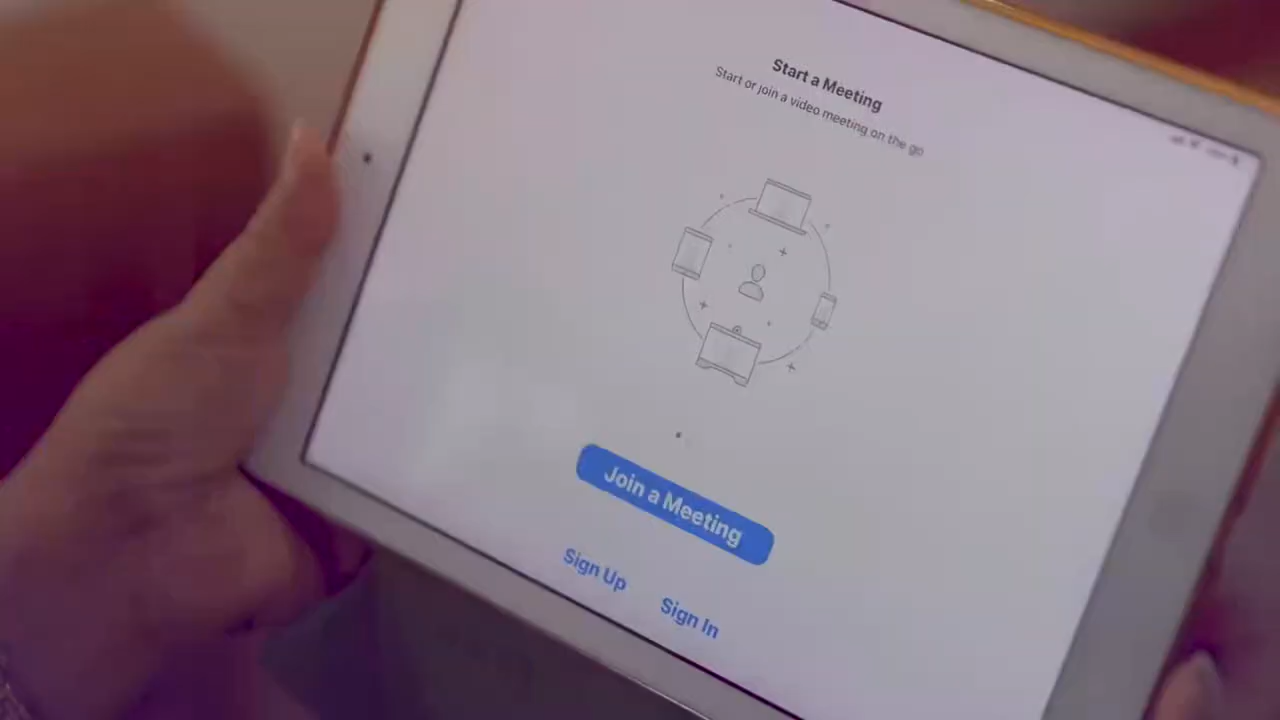 Start a Meeting
Start or join a video meeting on the go
Join a Meeting
Sign Up
Sign In